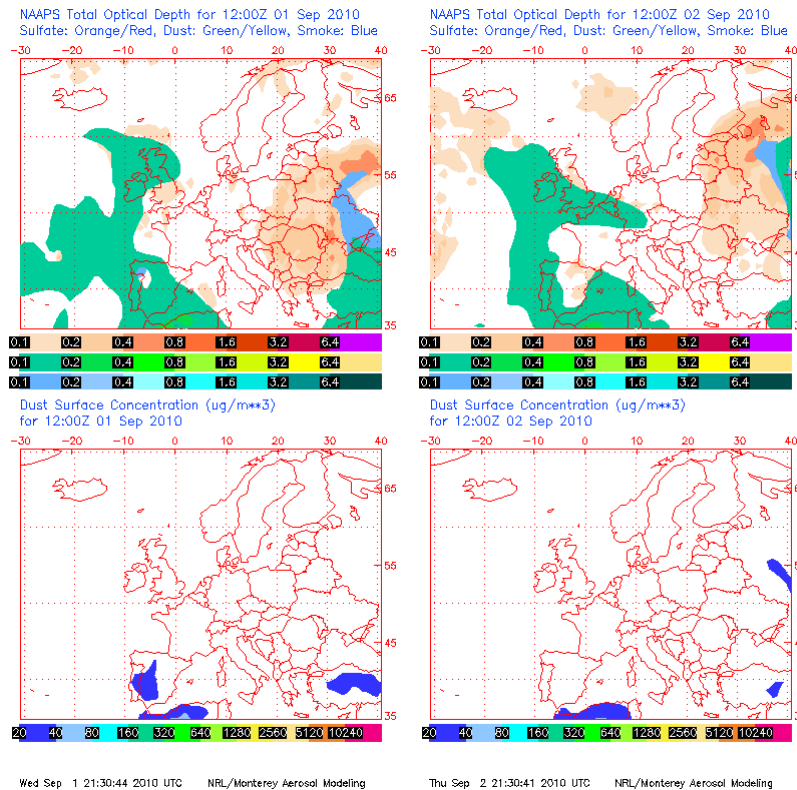 NAAPS Total Optical Depth for 12:00Z 01 Sep 2010
Sulfate: Orange/Red, Dust: Green/Yellow, Smoke: Blue
-30 -20 -10 0 10 20 30 40
65
55
45
35
0.1 0.2 0.4 0.8 1.6 3.2 6.4
0.1 0.2 0.4 0.8 1.6 3.2 6.4
0.1 0.2 0.4 0.8 1.6 3.2 6.4
NAAPS Total Optical Depth for 12:00Z 02 Sep 2010
Sulfate: Orange/Red, Dust: Green/Yellow, Smoke: Blue
-30 -20 -10 0 10 20 30 40
0.1 0.2 0.4 0.8 1.6 3.2 6.4
0.1 0.2 0.4 0.8 1.6 3.2 6.4
0.1 0.2 0.4 0.8 1.6 3.2 6.4
Dust Surface Concentration (ug/m**3)
for 12:00Z 01 Sep 2010
-30 -20 -10 0 10 20 30 40
65
55
45
35
20 40 80 160 320 640 1280 2560 5120 10240
Dust Surface Concentration (ug/m**3)
for 12:00Z 02 Sep 2010
-30 -20 -10 0 10 20 30 40
20 40 80 160 320 640 1280 2560 5120 10240
Wed Sep 1 21:30:44 2010 UTC NRL/Monterey Aerosol Modeling
Thu Sep 2 21:30:41 2010 UTC NRL/Monterey Aerosol Modeling